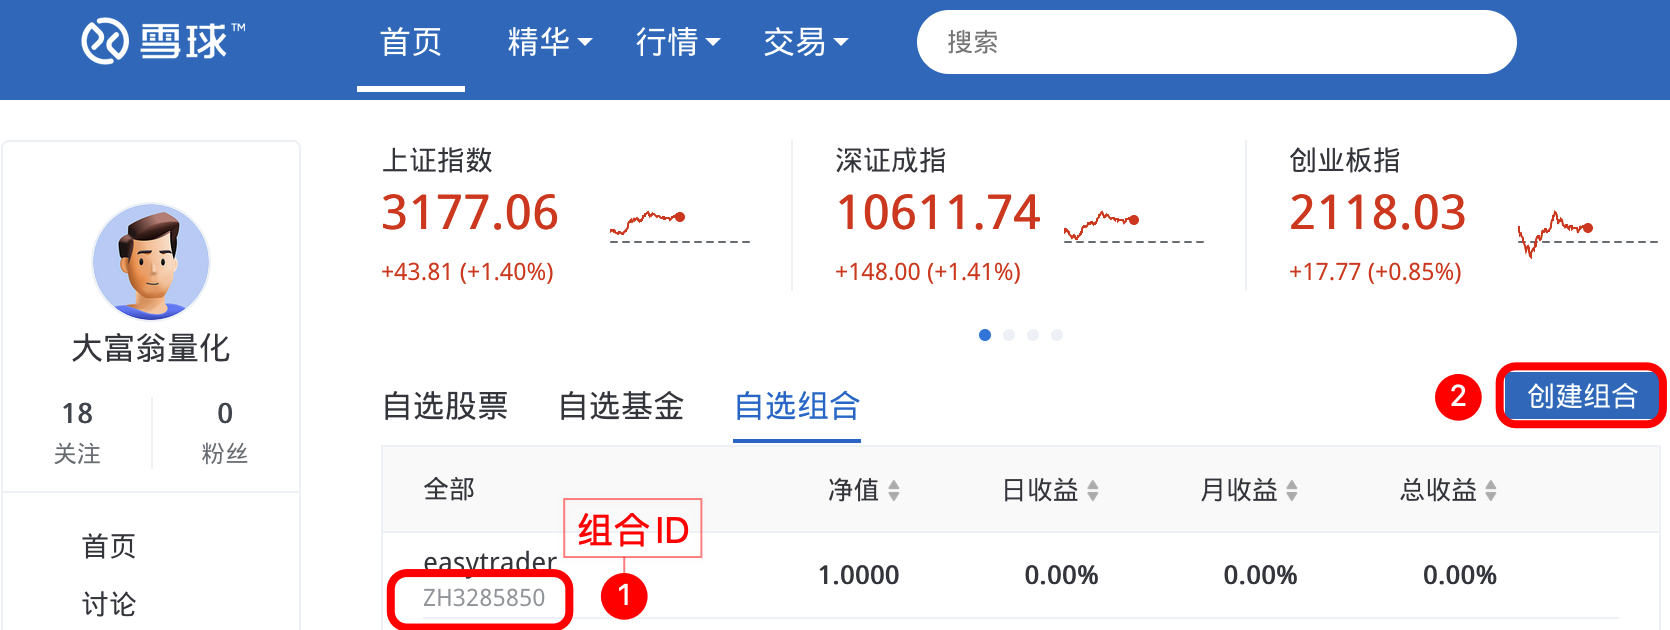 雪球™
首页 精华 行情 交易 搜索
上证指数 深证成指 创业板指
3177.06 10611.74 2118.03
+43.81 (+1.40%) +148.00 (+1.41%) +17.77 (+0.85%)
大富翁量化
18 0
关注 粉丝
首页
讨论
自选股票 自选基金 自选组合 2 创建组合
全部 净值 日收益 月收益 总收益
组合 ID
easytrader 1.0000 0.00% 0.00% 0.00%
ZH3285850 1